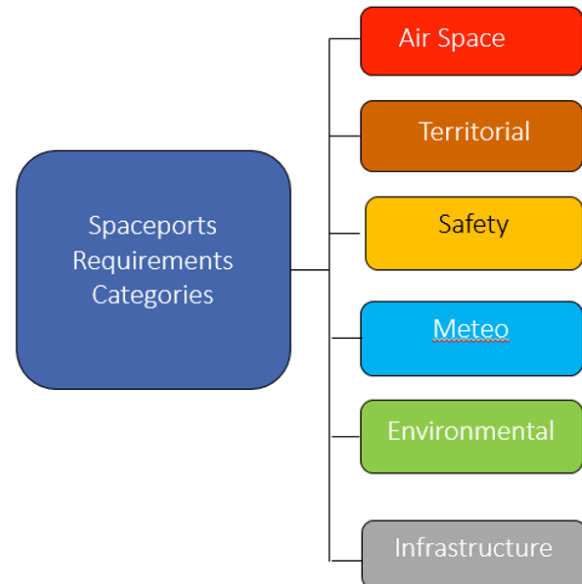 Spaceports
Requirements
Categories
Air Space
Territorial
Safety
Meteo
Environmental
Infrastructure